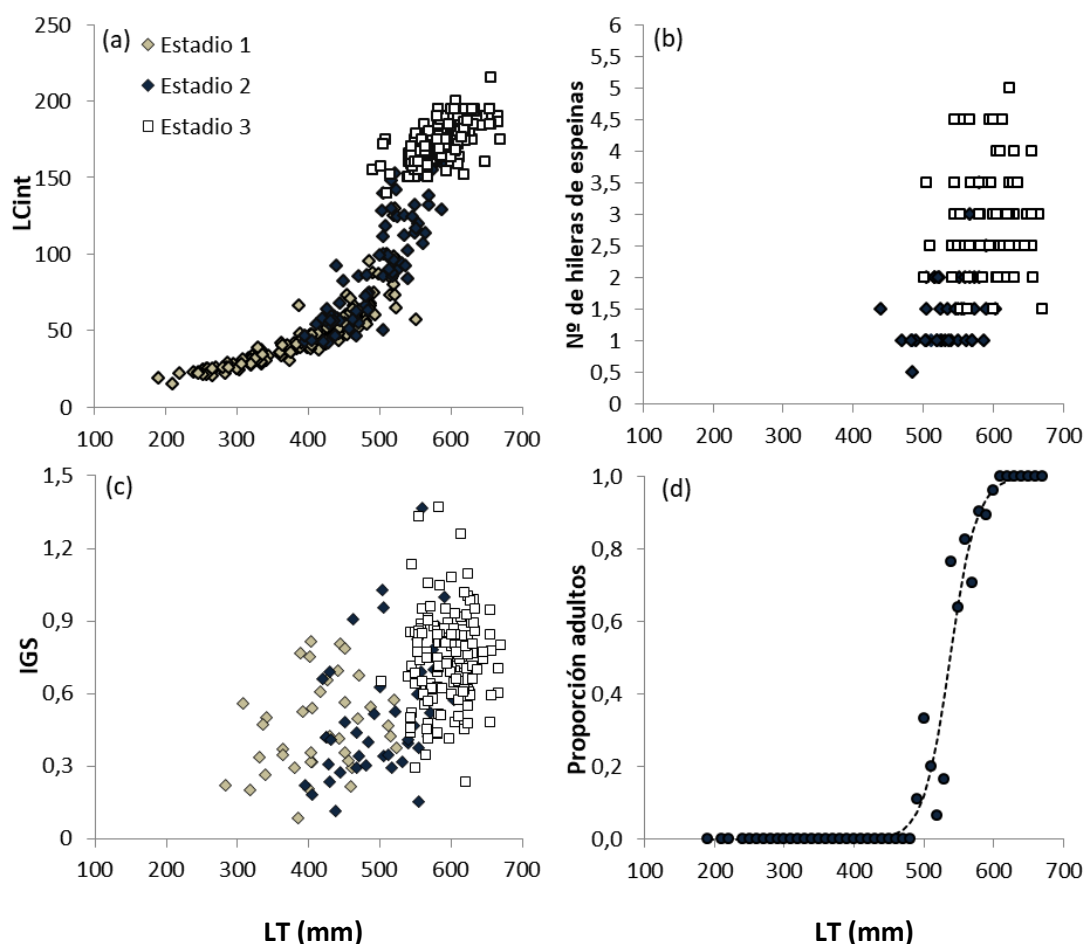 (a)
Estadio 1
Estadio 2
Estadio 3
LCint
250
200
150
100
50
0
100 200 300 400 500 600 700
(b)
Nº de hileras de espeinas
6
5,5
5
4,5
4
3,5
3
2,5
2
1,5
1
0,5
0
100 200 300 400 500 600 700
(c)
IGS
1,5
1,2
0,9
0,6
0,3
0
100 200 300 400 500 600 700
LT (mm)
(d)
Proporción adultos
1,0
0,8
0,6
0,4
0,2
0,0
100 200 300 400 500 600 700
LT (mm)